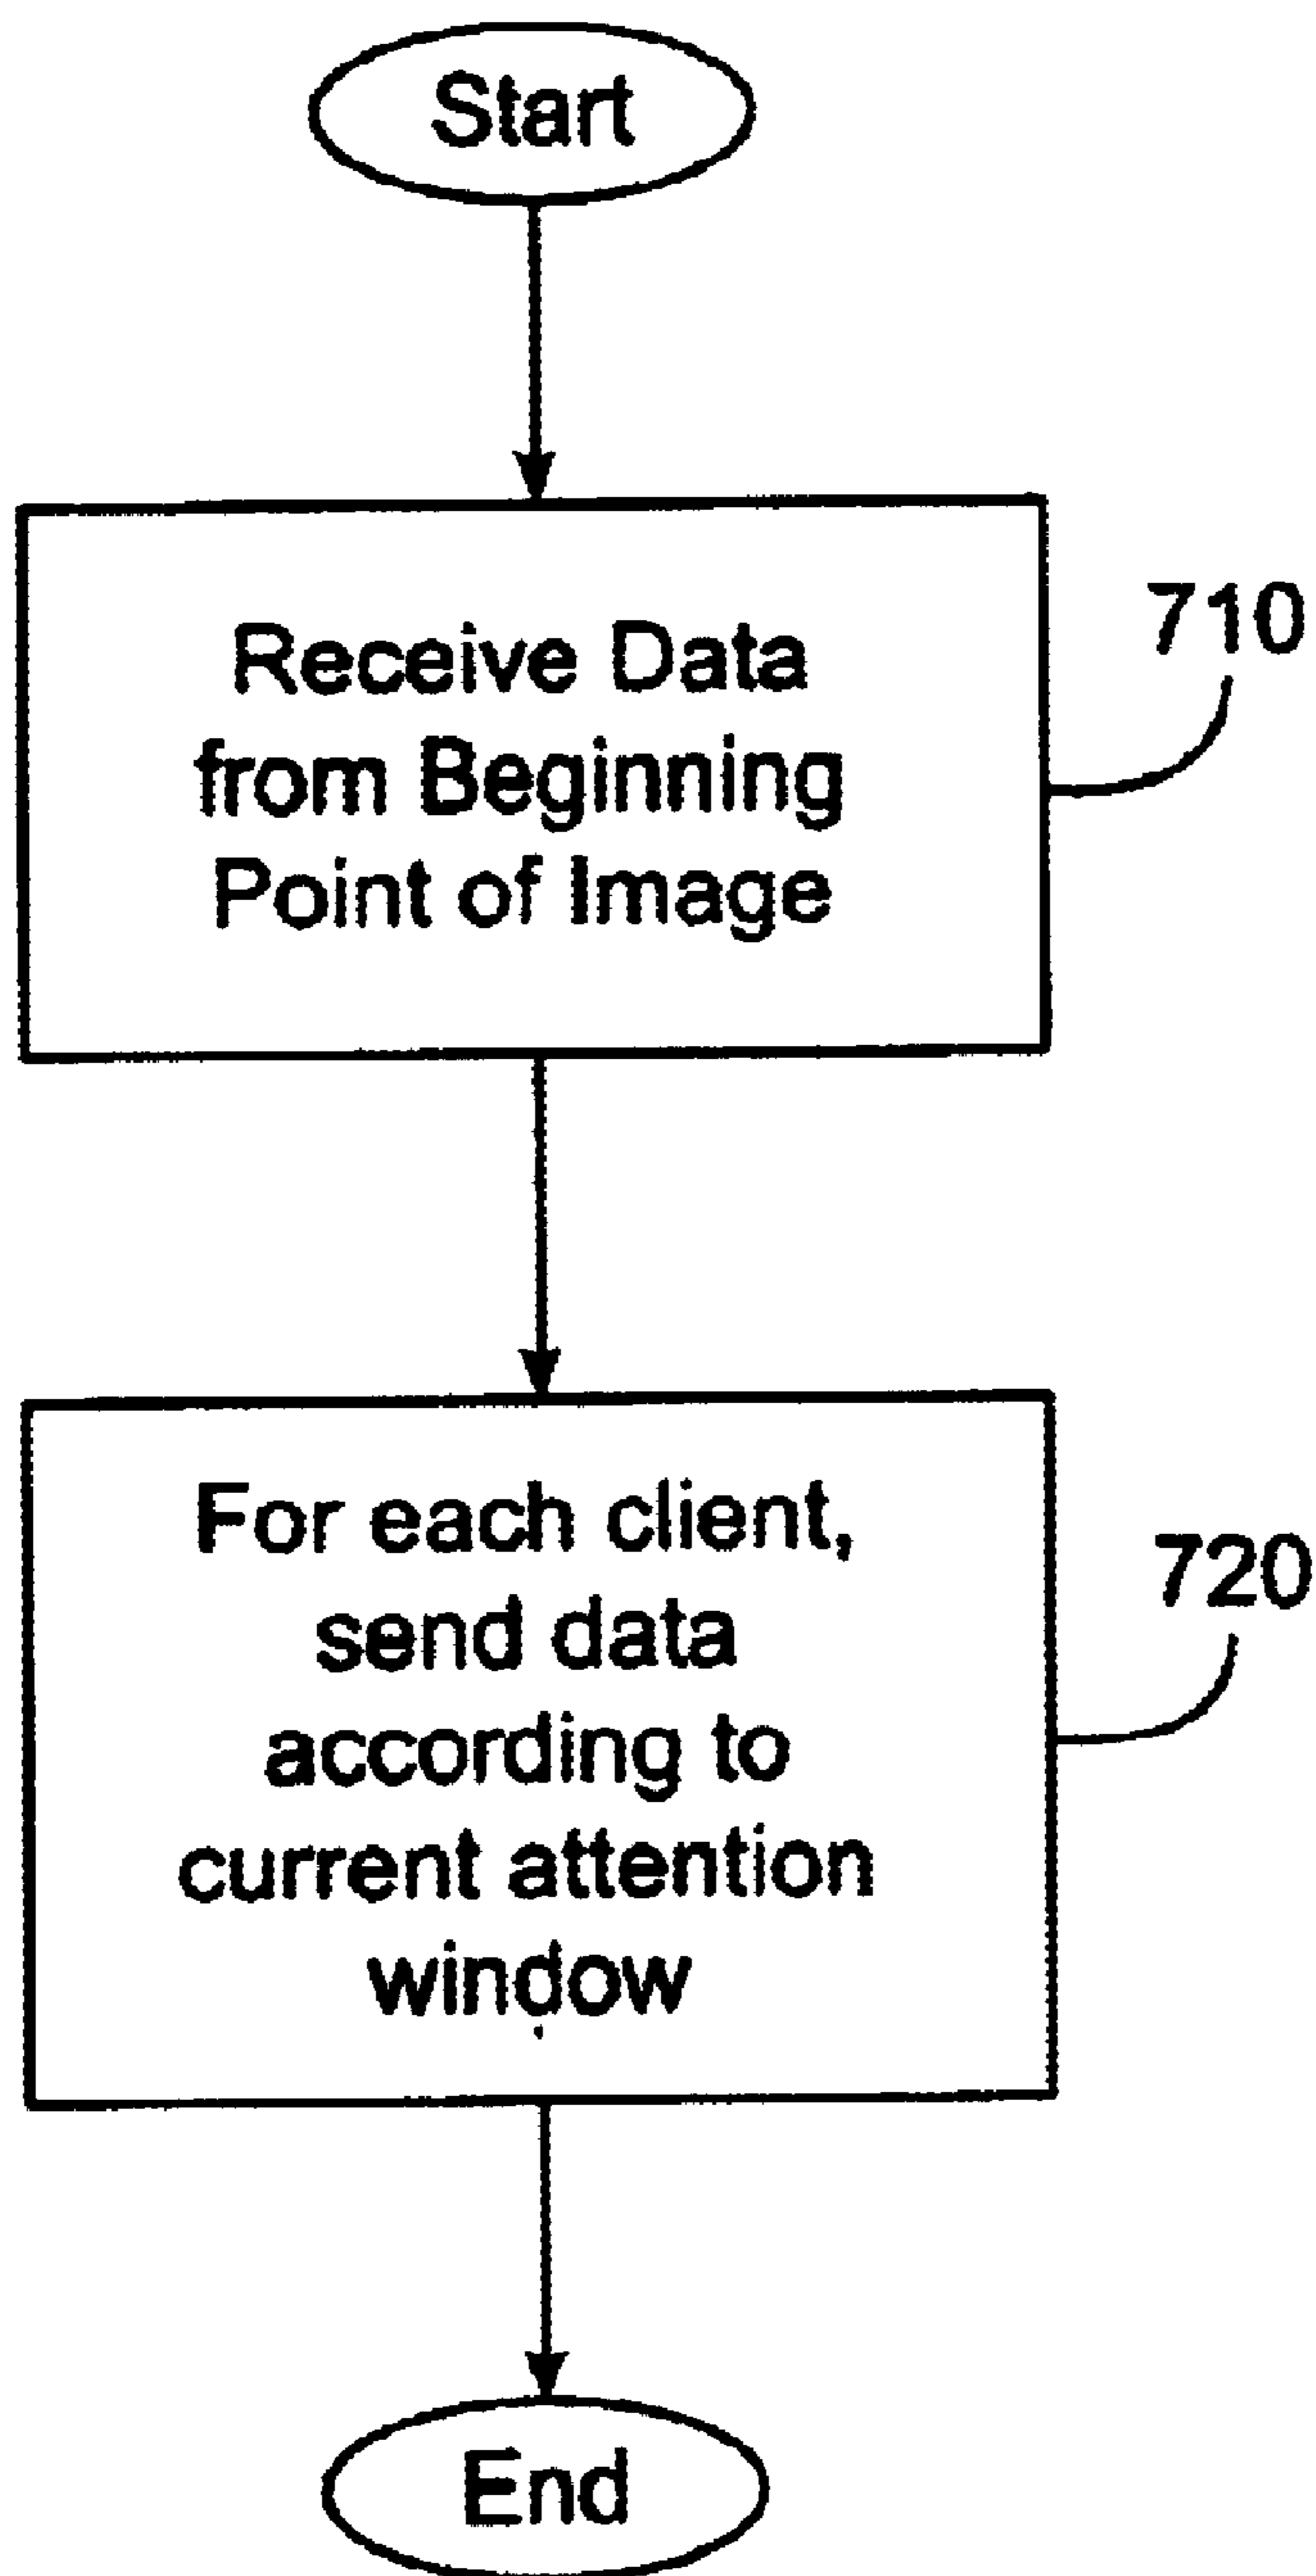 Start
Receive Data
from Beginning
Point of Image
710
For each client,
send data
according to
current attention
window
720
End